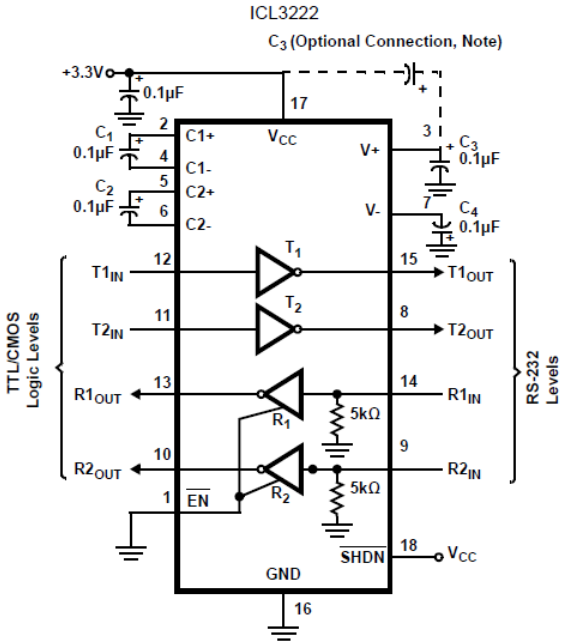 ICL3222
C3 (Optional Connection, Note)
+3.3V
+
0.1µF
+
17
2
C1+
VCC
3
C1
0.1µF
+
4
C1-
V+
+
C3
0.1µF
C2
0.1µF
+
5
C2+
7
6
C2-
V-
C4
0.1µF
+
T1
T1IN
12
15
T1OUT
T2
T2IN
11
8
T2OUT
TTL/CMOS
Logic Levels
RS-232
Levels
R1OUT
13
14
R1IN
R1
5kΩ
R2OUT
10
9
R2IN
R2
5kΩ
1
EN
SHDN
18
VCC
GND
16